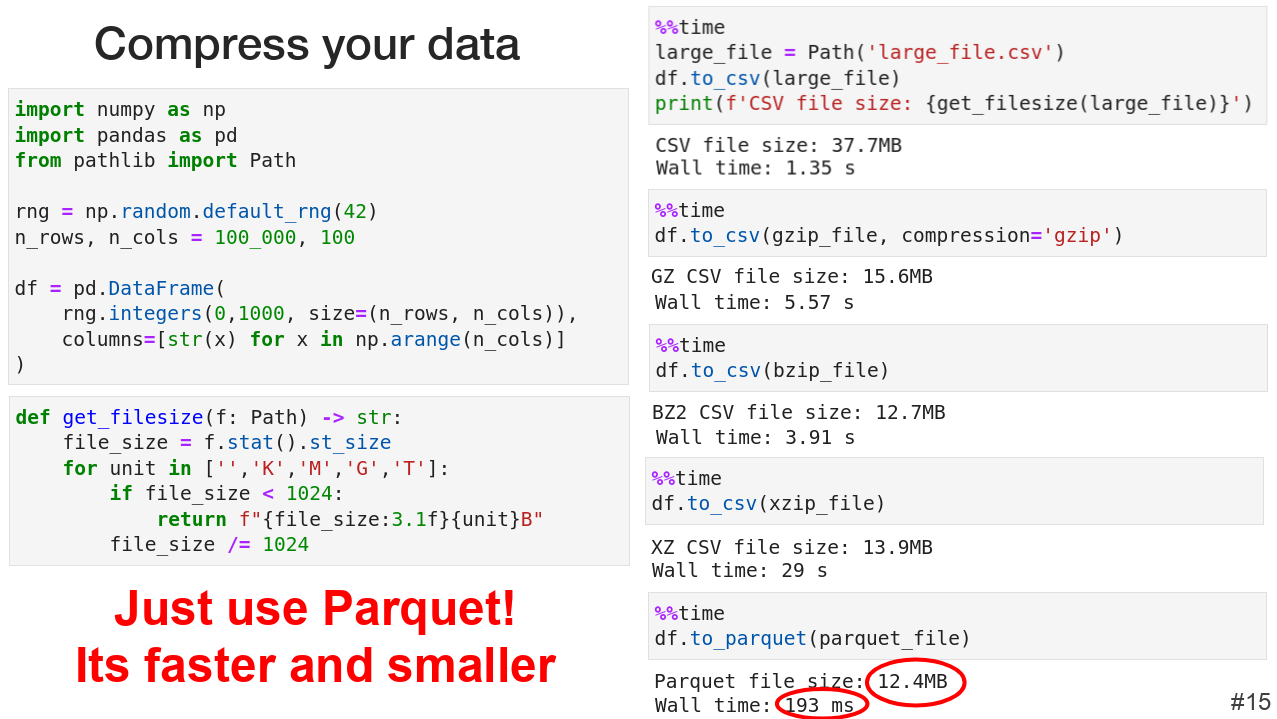 Compress your data
import numpy as np
import pandas as pd
from pathlib import Path

rng = np.random.default_rng(42)
n_rows, n_cols = 100_000, 100

df = pd.DataFrame(
    rng.integers(0,1000, size=(n_rows, n_cols)),
    columns=[str(x) for x in np.arange(n_cols)]
)
def get_filesize(f: Path) -> str:
    file_size = f.stat().st_size
    for unit in ['','K','M','G','T']:
        if file_size < 1024:
            return f"{file_size:3.1f}{unit}B"
        file_size /= 1024
Just use Parquet!
Its faster and smaller
%%time
large_file = Path('large_file.csv')
df.to_csv(large_file)
print(f'CSV file size: {get_filesize(large_file)}')
CSV file size: 37.7MB
Wall time: 1.35 s
%%time
df.to_csv(gzip_file, compression='gzip')
GZ CSV file size: 15.6MB
Wall time: 5.57 s
%%time
df.to_csv(bzip_file)
BZ2 CSV file size: 12.7MB
Wall time: 3.91 s
%%time
df.to_csv(xzip_file)
XZ CSV file size: 13.9MB
Wall time: 29 s
%%time
df.to_parquet(parquet_file)
Parquet file size: 12.4MB
Wall time: 193 ms
#15